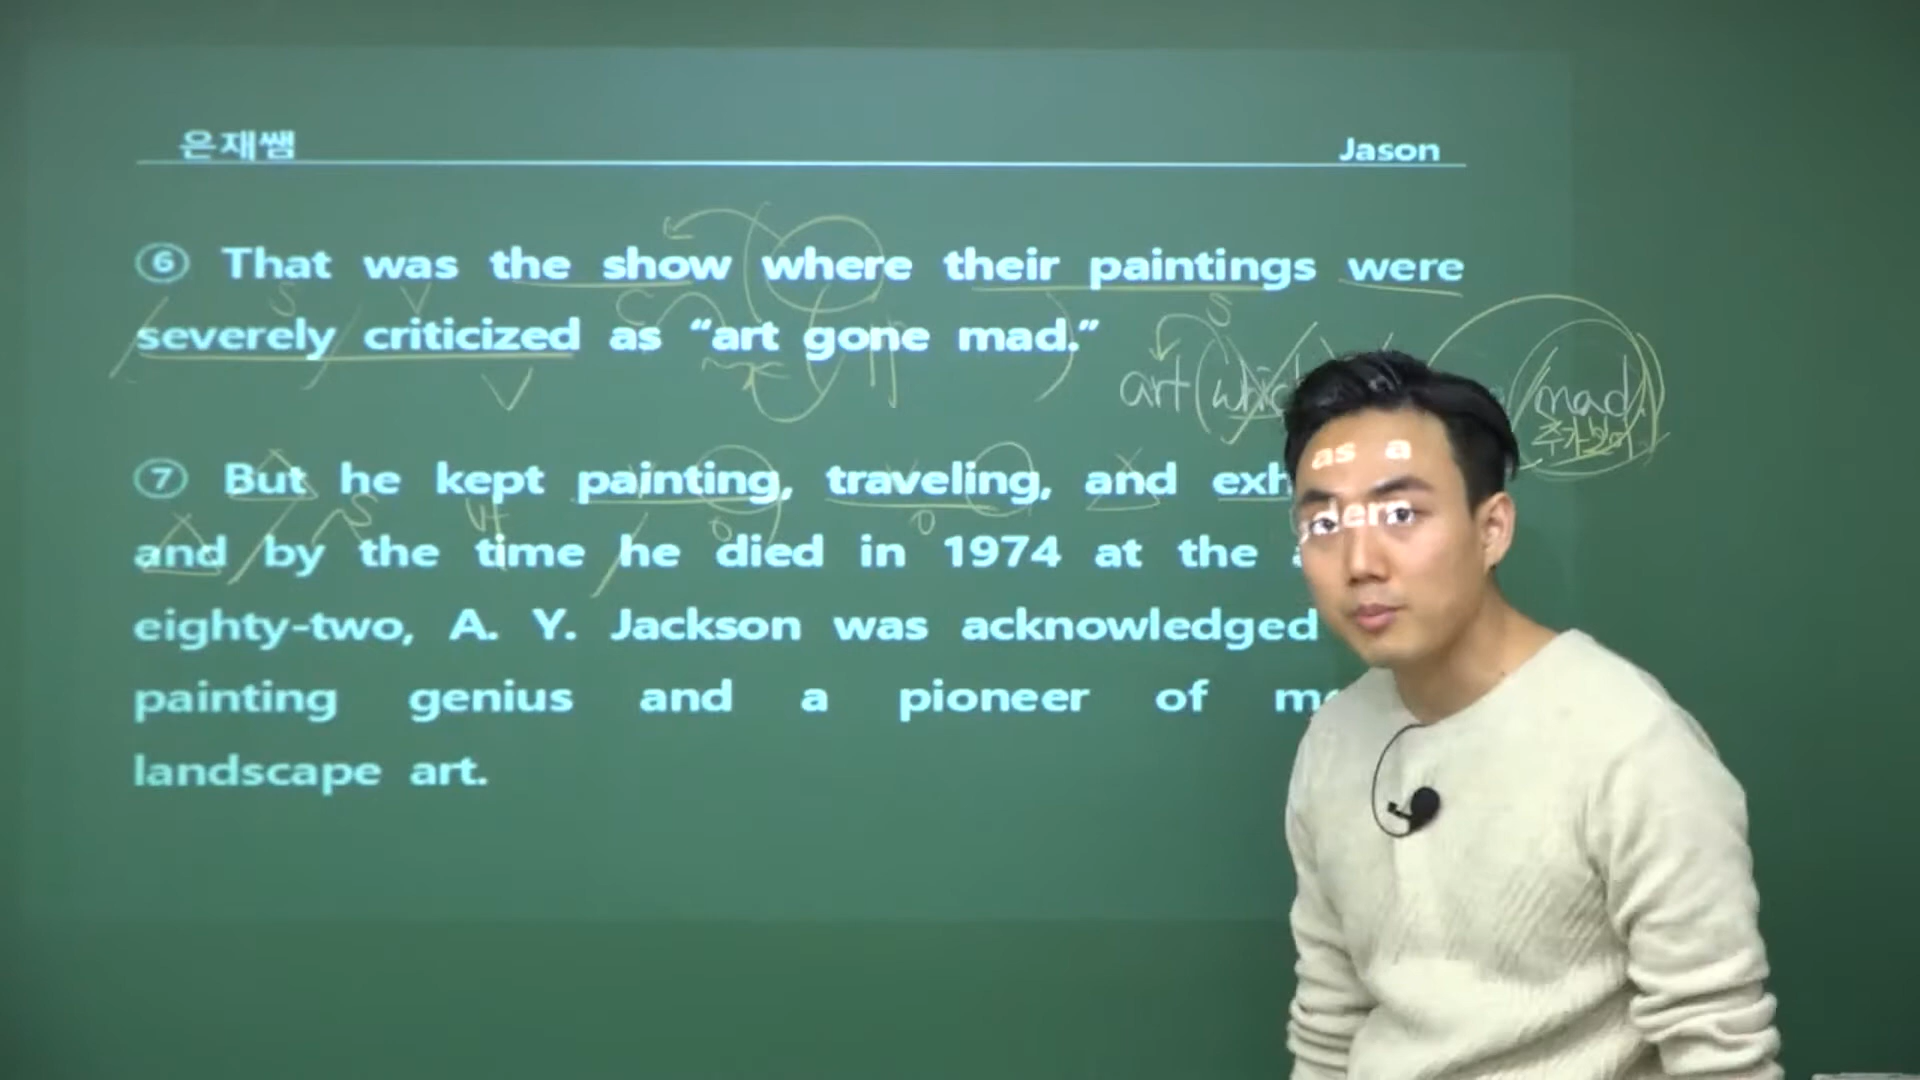 은재쌤 Jason
⑥ That was the show where their paintings were
S V C S
severely criticized as “art gone mad.”
V
art mad.
⑦ But he kept painting, traveling, and exh as a
S Vt O O
and by the time he died in 1974 at the
eighty-two, A. Y. Jackson was acknowledged
painting genius and a pioneer of
landscape art.